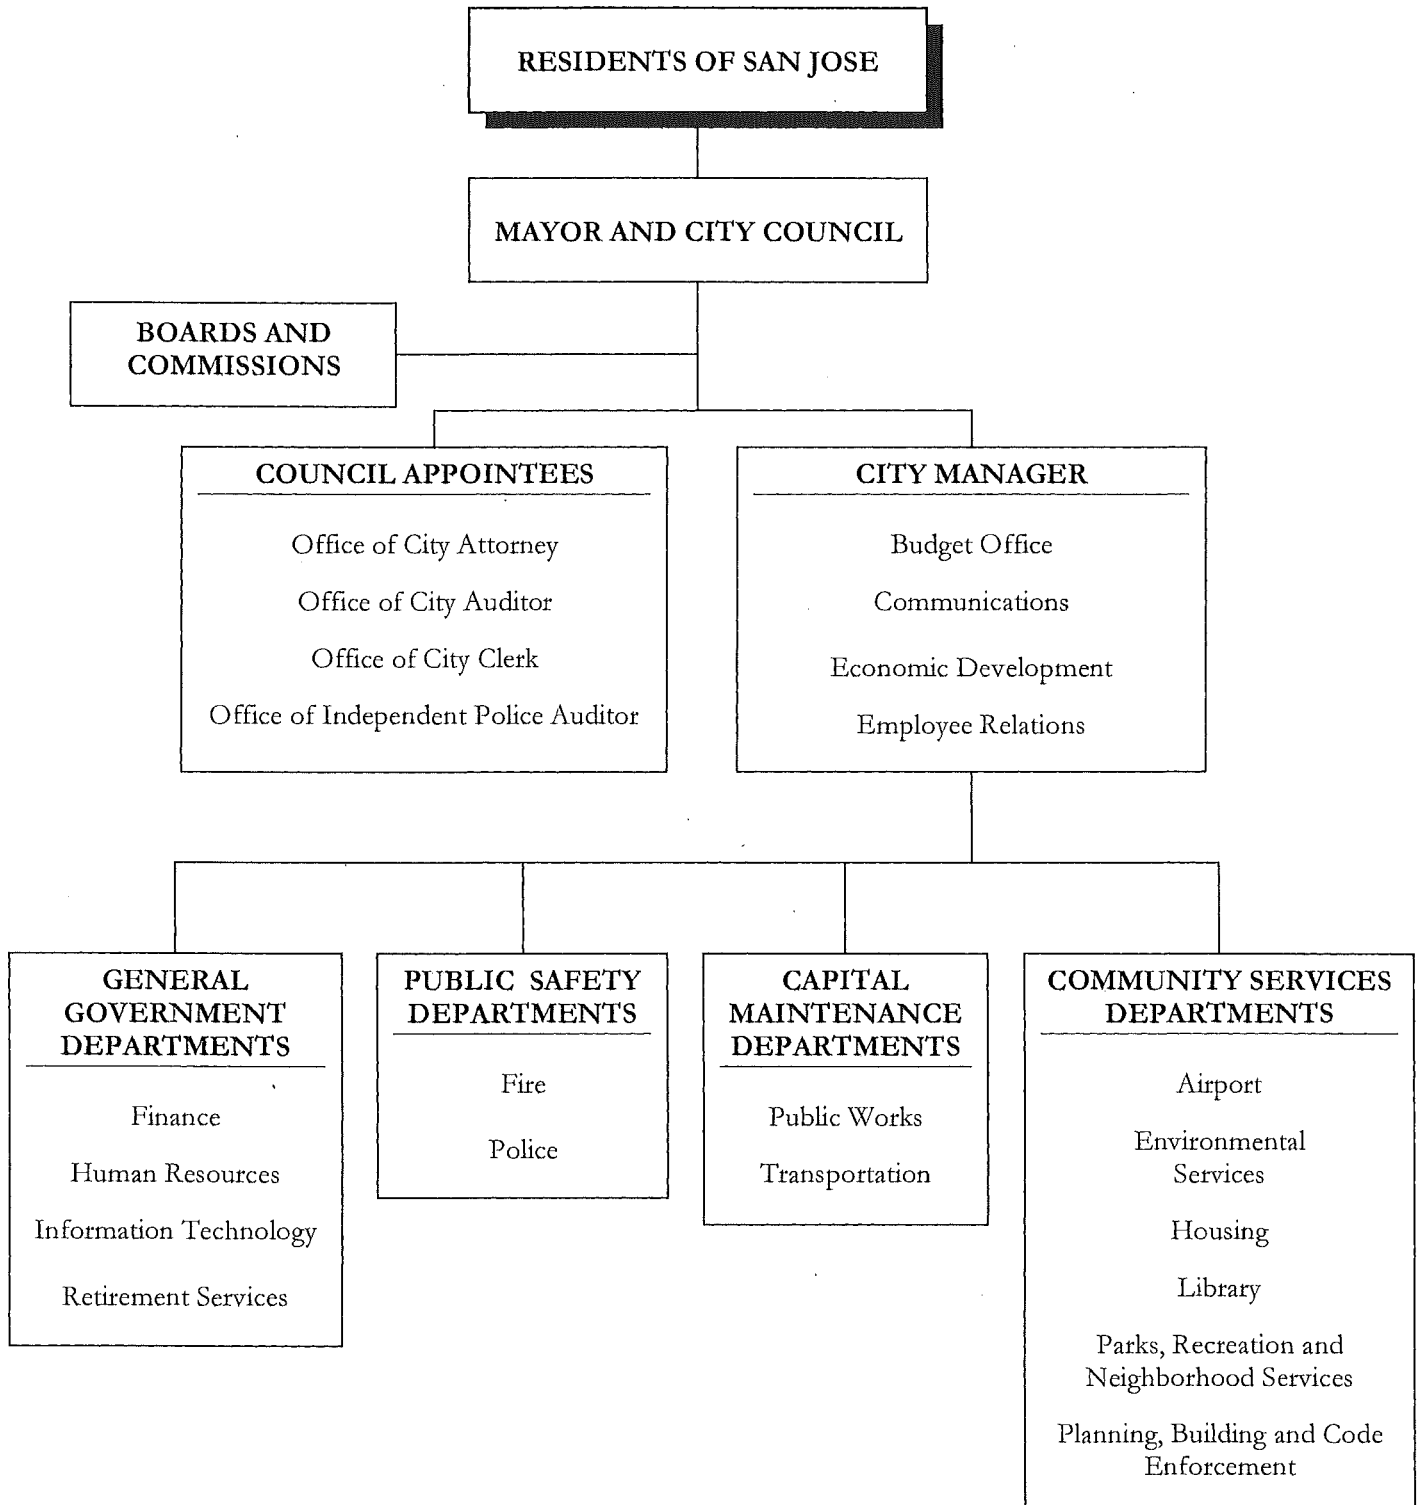 RESIDENTS OF SAN JOSE
MAYOR AND CITY COUNCIL
BOARDS AND
COMMISSIONS
COUNCIL APPOINTEES
Office of City Attorney
Office of City Auditor
Office of City Clerk
Office of Independent Police Auditor
CITY MANAGER
Budget Office
Communications
Economic Development
Employee Relations
GENERAL
GOVERNMENT
DEPARTMENTS
Finance
Human Resources
Information Technology
Retirement Services
PUBLIC SAFETY
DEPARTMENTS
Fire
Police
CAPITAL
MAINTENANCE
DEPARTMENTS
Public Works
Transportation
COMMUNITY SERVICES
DEPARTMENTS
Airport
Environmental
Services
Housing
Library
Parks, Recreation and
Neighborhood Services
Planning, Building and Code
Enforcement